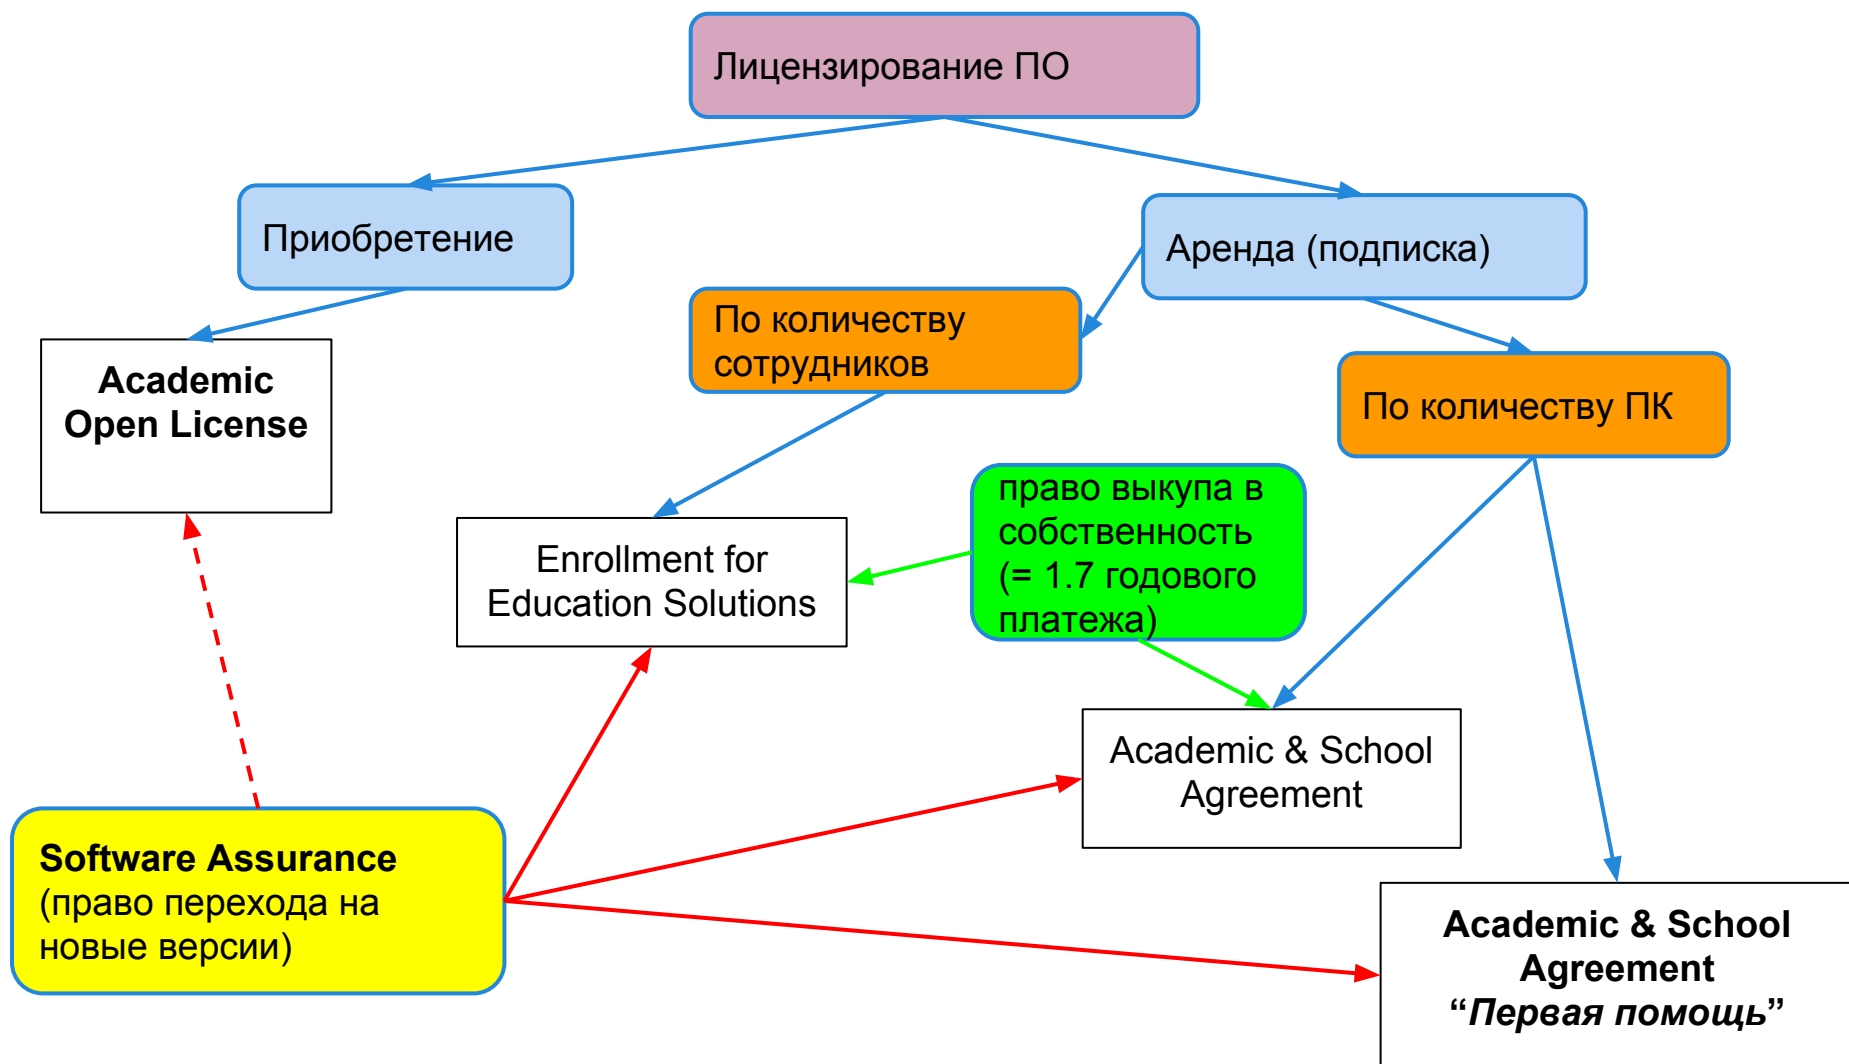 Лицензирование ПО
Приобретение
Аренда (подписка)
По количеству
сотрудников
По количеству ПК
Academic
Open License
право выкупа в
собственность
(= 1.7 годового
платежа)
Enrollment for
Education Solutions
Academic & School
Agreement
Software Assurance
(право перехода на
новые версии)
Academic & School
Agreement
“Первая помощь”